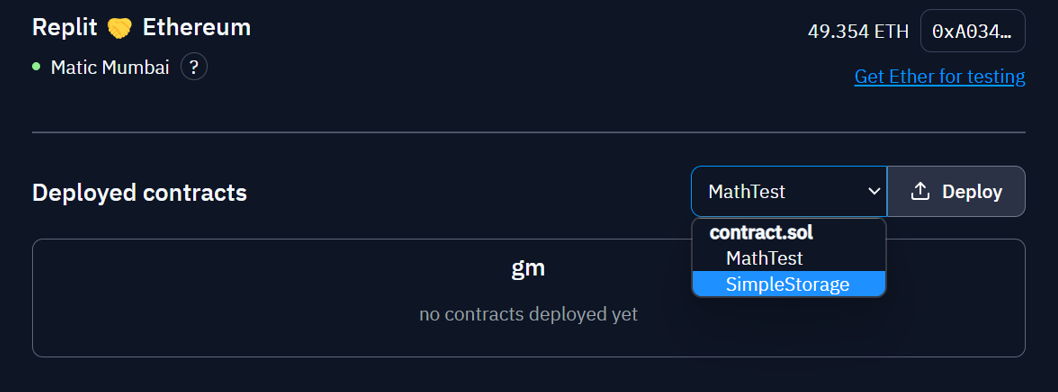 Replit 🤝 Ethereum
49.354 ETH
0xA034…
Matic Mumbai
?
Get Ether for testing
Deployed contracts
MathTest
Deploy
contract.sol
MathTest
SimpleStorage
gm
no contracts deployed yet